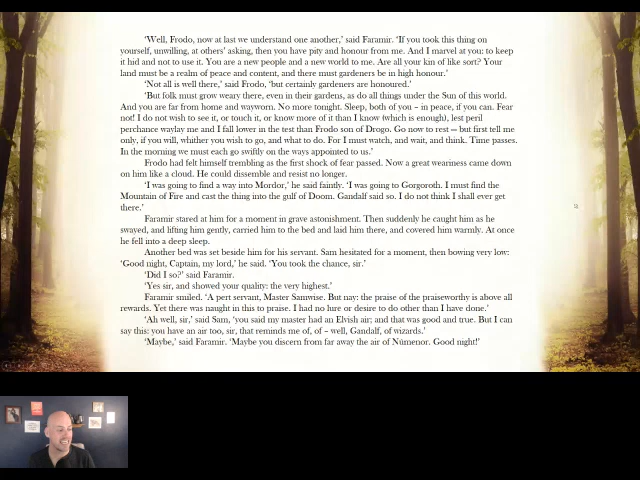 ‘Well, Frodo, now at last we understand one another,’ said Faramir. ‘If you took this thing on
yourself, unwilling, at others’ asking, then you have pity and honour from me. And I marvel at you: to keep
it hid and not to use it. You are a new people and a new world to me. Are all your kin of like sort? Your
land must be a realm of peace and content, and there must gardeners be in high honour.’
‘Not all is well there,’ said Frodo, ‘but certainly gardeners are honoured.’
‘But folk must grow weary there, even in their gardens, as do all things under the Sun of this world.
And you are far from home and wayworn. No more tonight. Sleep, both of you – in peace, if you can. Fear
not! I do not wish to see it, or touch it, or know more of it than I know (which is enough), lest peril
perchance waylay me and I fall lower in the test than Frodo son of Drogo. Go now to rest — but first tell me
only, if you will, whither you wish to go, and what to do. For I must watch, and wait, and think. Time passes.
In the morning we must each go swiftly on the ways appointed to us.’
Frodo had felt himself trembling as the first shock of fear passed. Now a great weariness came down
on him like a cloud. He could dissemble and resist no longer.
‘I was going to find a way into Mordor,’ he said faintly. ‘I was going to Gorgoroth. I must find the
Mountain of Fire and cast the thing into the gulf of Doom. Gandalf said so. I do not think I shall ever get
there.’
Faramir stared at him for a moment in grave astonishment. Then suddenly he caught him as he
swayed, and lifting him gently, carried him to the bed and laid him there, and covered him warmly. At once
he fell into a deep sleep.
Another bed was set beside him for his servant. Sam hesitated for a moment, then bowing very low:
‘Good night, Captain, my lord,’ he said. ‘You took the chance, sir.’
‘Did I so?’ said Faramir.
‘Yes sir, and showed your quality: the very highest.’
Faramir smiled. ‘A pert servant, Master Samwise. But nay: the praise of the praiseworthy is above all
rewards. Yet there was naught in this to praise. I had no lure or desire to do other than I have done.’
‘Ah well, sir,’ said Sam, ‘you said my master had an Elvish air; and that was good and true. But I can
say this: you have an air too, sir, that reminds me of, of – well, Gandalf, of wizards.’
‘Maybe,’ said Faramir. ‘Maybe you discern from far away the air of Númenor. Good night!’